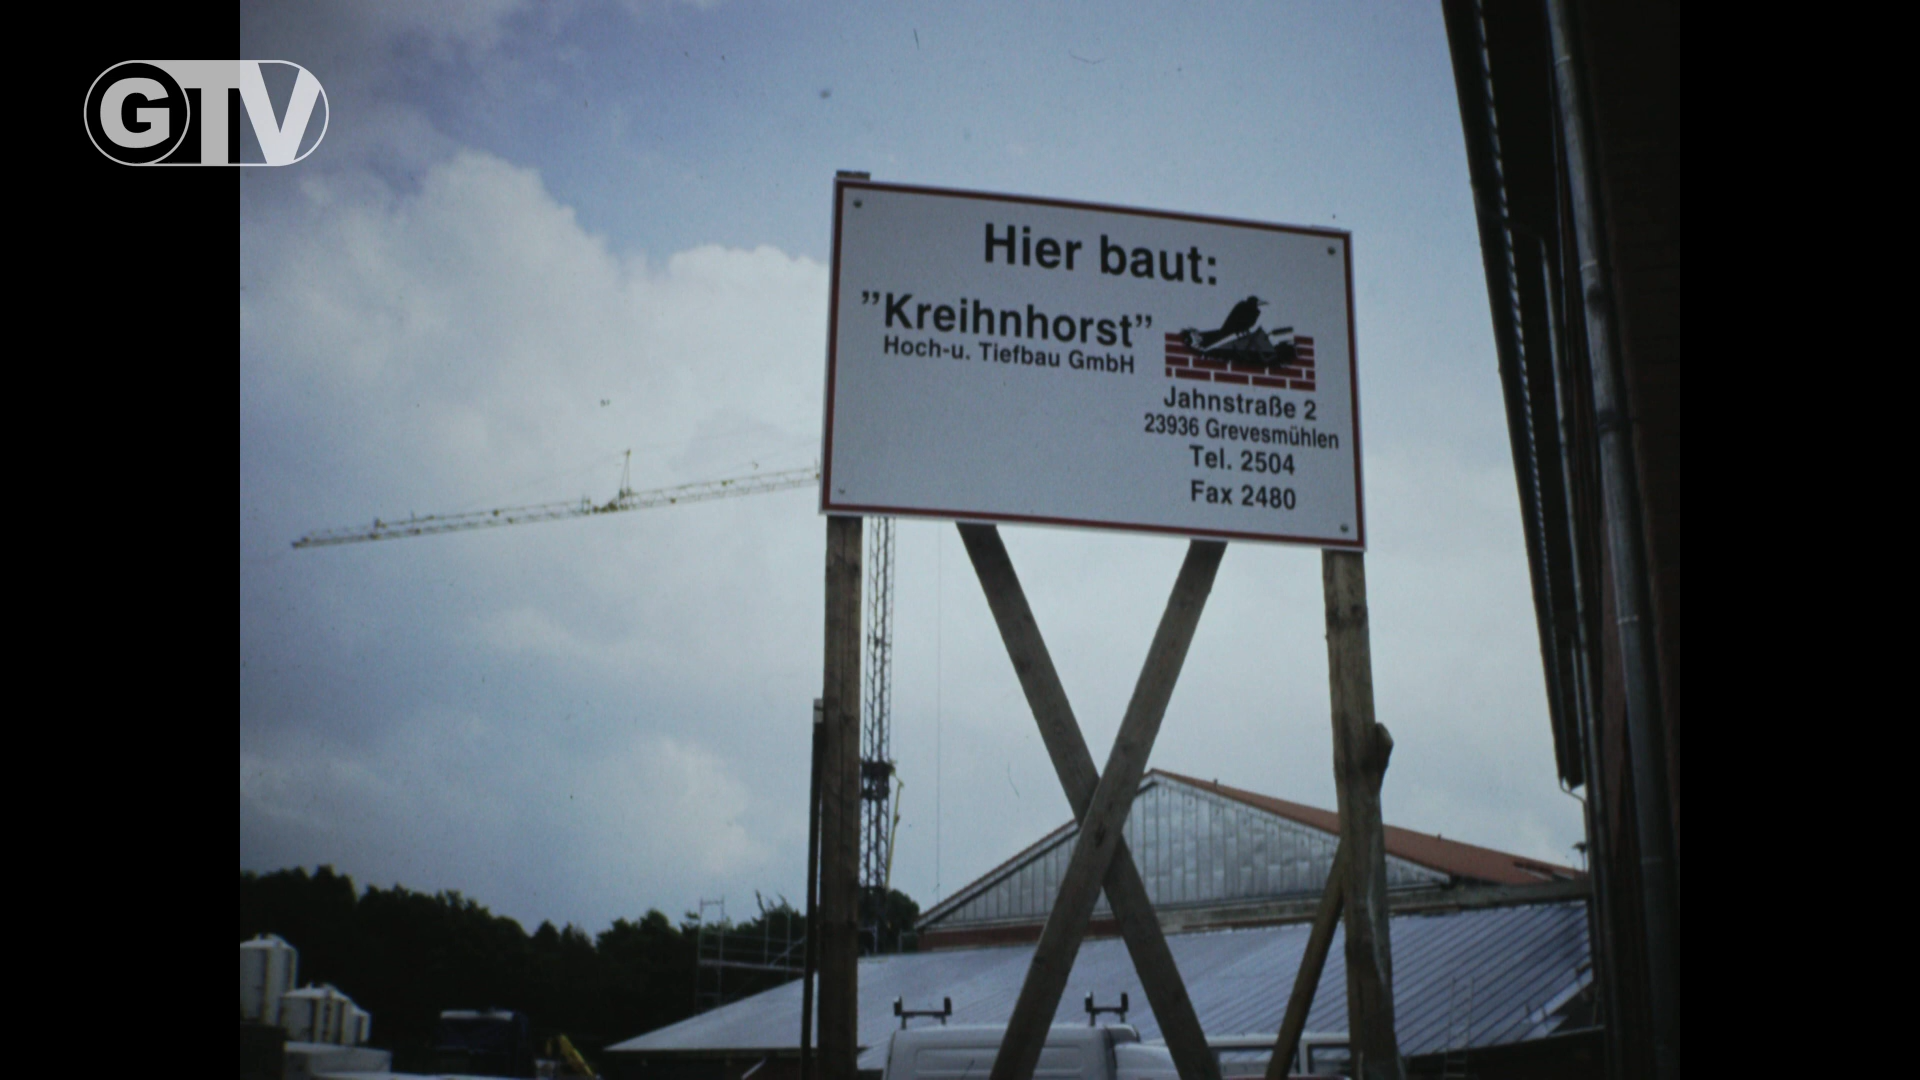 GTV
Hier baut:
”Kreihnhorst”
Hoch-u. Tiefbau GmbH
Jahnstraße 2
23936 Grevesmühlen
Tel. 2504
Fax 2480